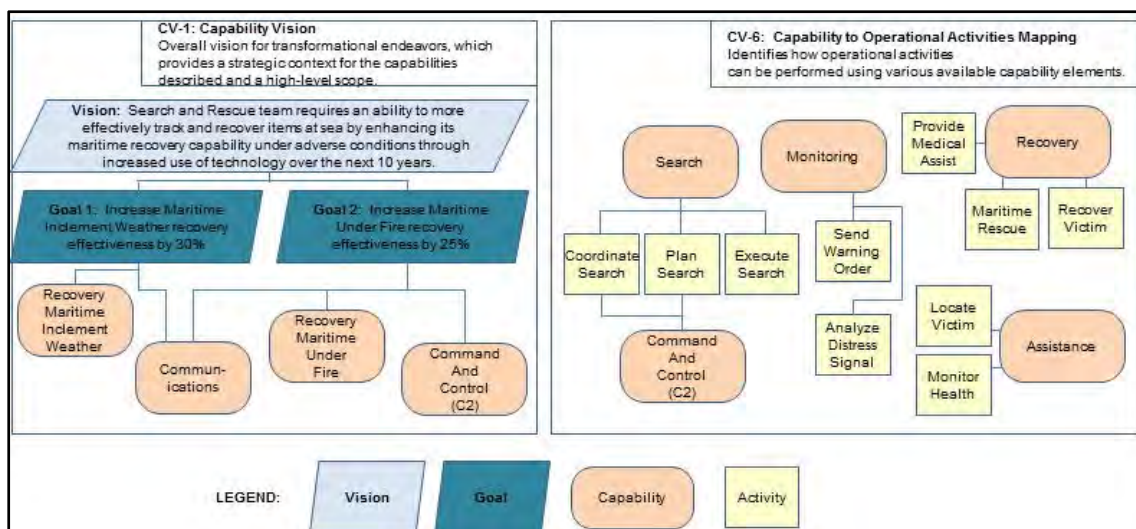 CV-1: Capability Vision
Overall vision for transformational endeavors, which
provides a strategic context for the capabilities
described and a high-level scope.
Vision: Search and Rescue team requires an ability to more
effectively track and recover items at sea by enhancing its
maritime recovery capability under adverse conditions through
increased use of technology over the next 10 years.
Goal 1: Increase Maritime
Inclement Weather recovery
effectiveness by 30%
Goal 2: Increase Maritime
Under Fire recovery
effectiveness by 25%
Recovery
Maritime
Inclement
Weather
Commun-
ications
Recovery
Maritime
Under
Fire
Command
And
Control
(C2)
CV-6: Capability to Operational Activities Mapping
Identifies how operational activities
can be performed using various available capability elements.
Search
Monitoring
Provide
Medical
Assist
Recovery
Coordinate
Search
Plan
Search
Execute
Search
Send
Warning
Order
Maritime
Rescue
Recover
Victim
Command
And
Control
(C2)
Analyze
Distress
Signal
Locate
Victim
Monitor
Health
Assistance
LEGEND:
Vision
Goal
Capability
Activity